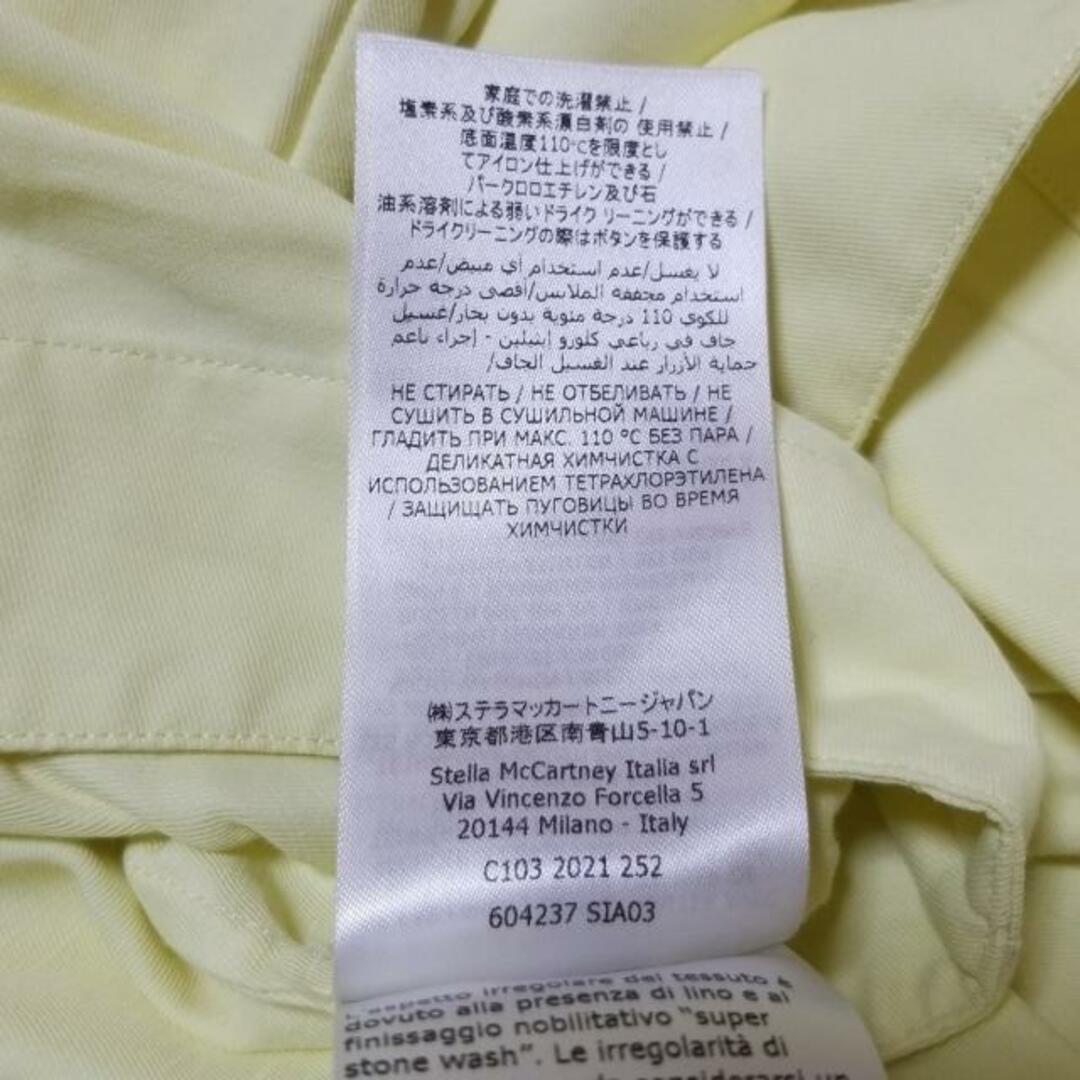 家庭での洗濯禁止 /
塩素系及び酸素系漂白剤の 使用禁止 /
底面温度110℃を限度とし
てアイロン仕上げができる /
パークロロエチレン及び石
油系溶剤による弱いドライク リーニングができる /
ドライクリーニングの際はボタンを保護する
لا يغسل/عدم استخدام أي مبيض/عدم
استخدام مجففة الملابس/أقصى درجة حرارة
للكوي 110 درجة مئوية بدون بخار/غسيل
جاف في رباعي كلورو إيثيلين - إجراء ناعم
حماية الأزرار عند الغسيل الجاف/
НЕ СТИРАТЬ / НЕ ОТБЕЛИВАТЬ / НЕ
СУШИТЬ В СУШИЛЬНОЙ МАШИНЕ /
ГЛАДИТЬ ПРИ МАКС. 110 °C БЕЗ ПАРА /
ДЕЛИКАТНАЯ ХИМЧИСТКА С
ИСПОЛЬЗОВАНИЕМ ТЕТРАХЛОРЭТИЛЕНА
/ ЗАЩИЩАТЬ ПУГОВИЦЫ ВО ВРЕМЯ
ХИМЧИСТКИ
㈱ステラマッカートニージャパン
東京都港区南青山5-10-1
Stella McCartney Italia srl
Via Vincenzo Forcella 5
20144 Milano - Italy
C103 2021 252
604237 SIA03
L'aspetto irregolare del tessuto è
dovuto alla presenza di lino e al
finissaggio nobilitativo "super
stone wash". Le irregolarità di
considerarsi un